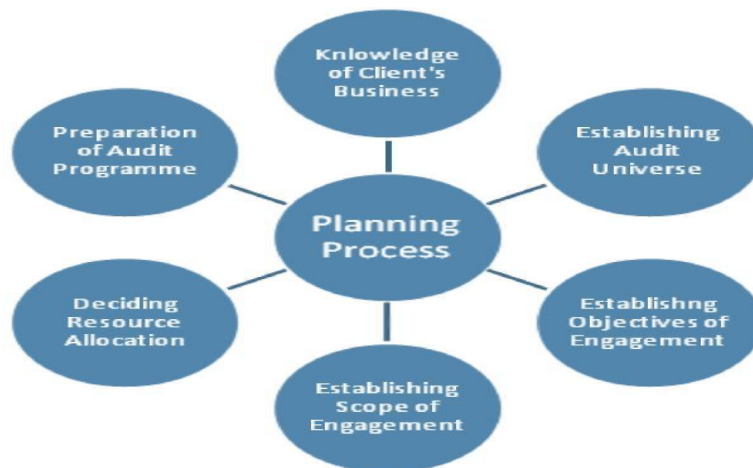 Knlowledge
of Client's
Business
Preparation
of Audit
Programme
Establishing
Audit
Universe
Planning
Process
Deciding
Resource
Allocation
Establishng
Objectives of
Engagement
Establishing
Scope of
Engagement